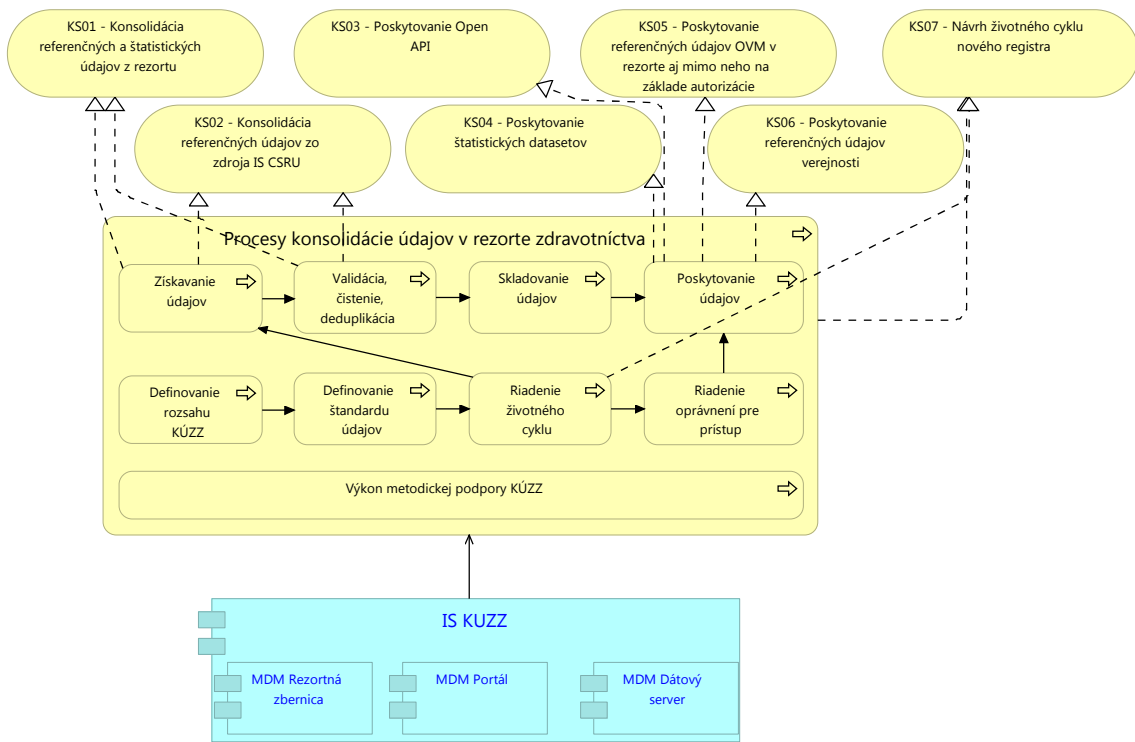 KS01 - Konsolidácia
referenčných a štatistických
údajov z rezortu
KS03 - Poskytovanie Open
API
KS05 - Poskytovanie
referenčných údajov OVM v
rezorte aj mimo neho na
základe autorizácie
KS07 - Návrh životného cyklu
nového registra
KS02 - Konsolidácia
referenčných údajov zo
zdroja IS CSRU
KS04 - Poskytovanie
štatistických datasetov
KS06 - Poskytovanie
referenčných údajov
verejnosti
Procesy konsolidácie údajov v rezorte zdravotníctva
Získavanie
údajov
Validácia,
čistenie,
deduplikácia
Skladovanie
údajov
Poskytovanie
údajov
Definovanie
rozsahu
KÚZZ
Definovanie
štandardu
údajov
Riadenie
životného
cyklu
Riadenie
oprávnení pre
prístup
Výkon metodickej podpory KÚZZ
IS KUZZ
MDM Rezortná
zbernica
MDM Portál
MDM Dátový
server